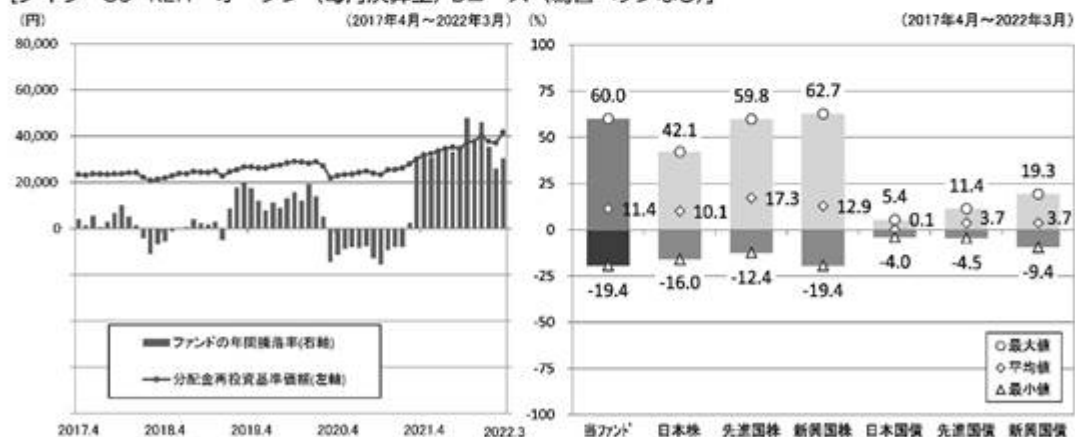 (円)
(2017年4月～2022年3月)
80,000
60,000
40,000
20,000
0
ファンドの年間騰落率(右軸)
分配金再投資基準価額(左軸)
2017.4 2018.4 2019.4 2020.4 2021.4 2022.3
(%)
(2017年4月～2022年3月)
100
75
50
25
0
-25
-50
-75
-100
60.0 42.1 59.8 62.7 5.4 11.4 19.3
11.4 10.1 17.3 12.9 0.1 3.7 3.7
-19.4 -16.0 -12.4 -19.4 -4.0 -4.5 -9.4
最大値
平均値
最小値
当ファンド 日本株 先進国株 新興国株 日本国債 先進国債 新興国債